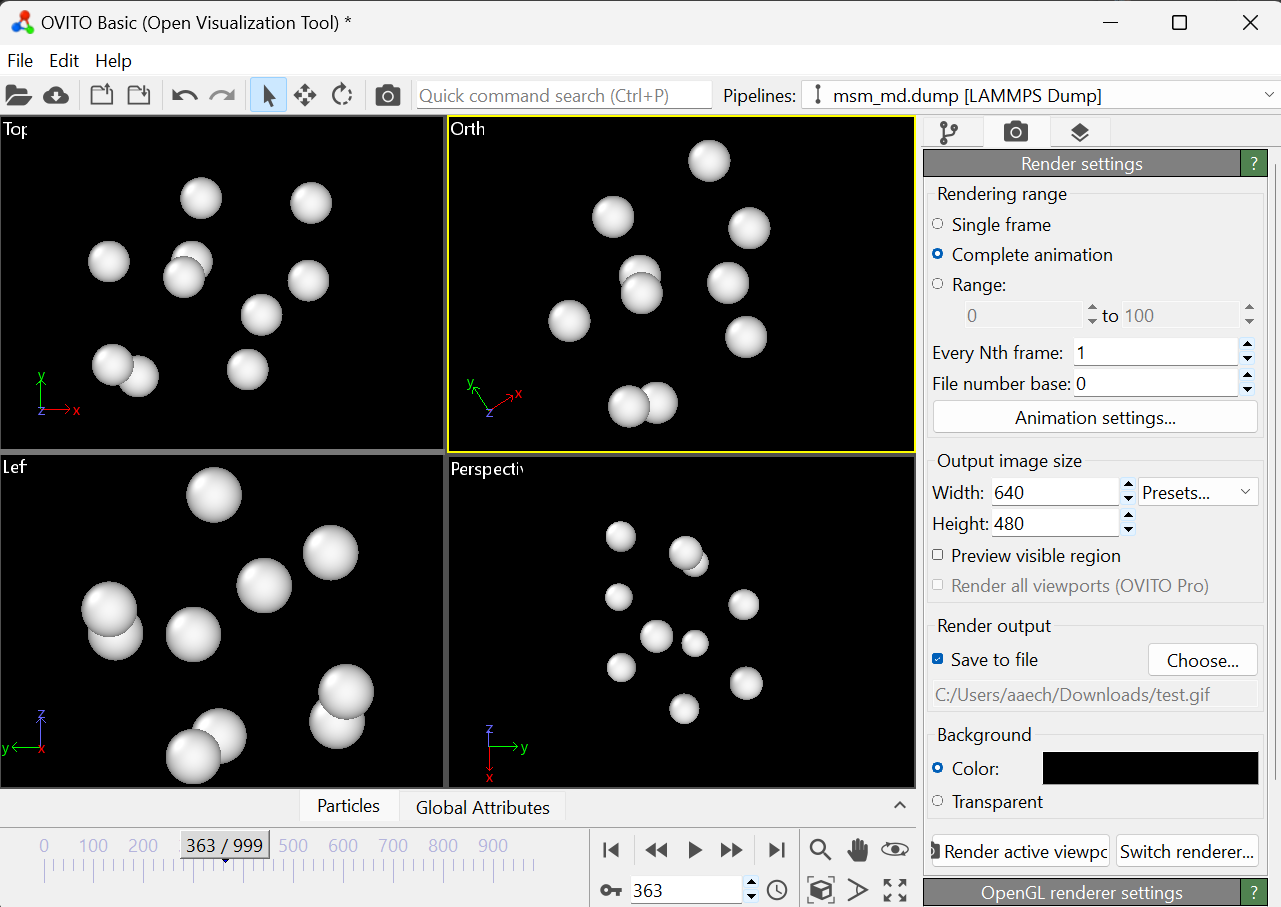 OVITO Basic (Open Visualization Tool) *
File Edit Help
Quick command search (Ctrl+P)
Pipelines:
msm_md.dump [LAMMPS Dump]
Top
Orth
y
z x
y
z x
Lef
Perspectiv
z
y x
z
y
x
Render settings ?
Rendering range
Single frame
Complete animation
Range:
0 to 100
Every Nth frame: 1
File number base: 0
Animation settings...
Output image size
Width: 640 Presets...
Height: 480
Preview visible region
Render all viewports (OVITO Pro)
Render output
Save to file Choose...
C:/Users/aaech/Downloads/test.gif
Background
Color:
Transparent
Render active viewpo Switch renderer...
OpenGL renderer settings ?
Particles Global Attributes
0 100 200 363 / 999 500 600 700 800 900
363